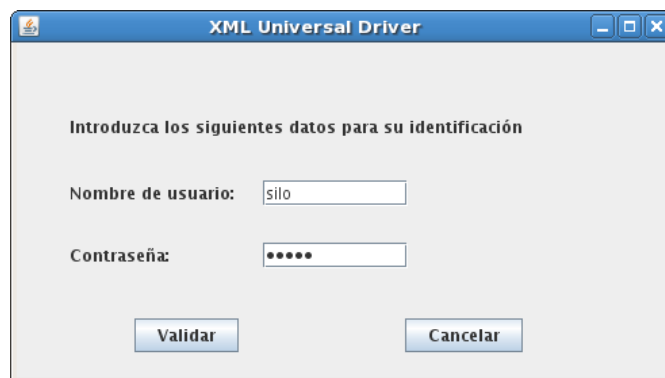 XML Universal Driver
Introduzca los siguientes datos para su identificación
Nombre de usuario: silo
Contraseña: •••••
Validar Cancelar